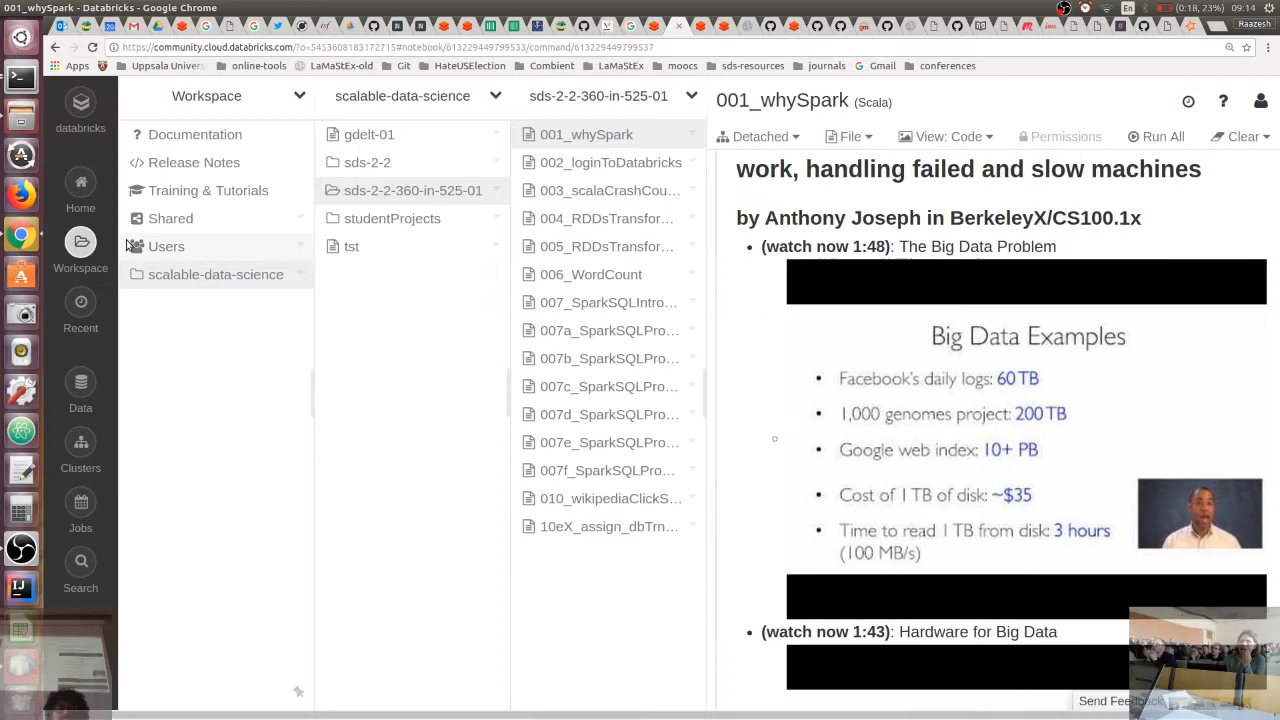 001_whySpark - Databricks - Google Chrome
En
(0:18, 23%)
09:14
Raazesh
https://community.cloud.databricks.com/?o=5453608183172715#notebook/613229449799533/command/613229449799537
Apps
Uppsala Univers
online-tools
LaMaStEx-old
Git
HateUSElection
Combient
LaMaStEx
moocs
sds-resources
journals
Gmail
conferences
databricks
Home
Workspace
Recent
Data
Clusters
Jobs
Search
Workspace
Documentation
Release Notes
Training & Tutorials
Shared
Users
scalable-data-science
scalable-data-science
gdelt-01
sds-2-2
sds-2-2-360-in-525-01
studentProjects
tst
sds-2-2-360-in-525-01
001_whySpark
002_loginToDatabricks
003_scalaCrashCou...
004_RDDsTransfor...
005_RDDsTransfor...
006_WordCount
007_SparkSQLIntro...
007a_SparkSQLPro...
007b_SparkSQLPro...
007c_SparkSQLPro...
007d_SparkSQLPro...
007e_SparkSQLPro...
007f_SparkSQLPro...
010_wikipediaClickS...
10eX_assign_dbTrn...
001_whySpark (Scala)
Detached
File
View: Code
Permissions
Run All
Clear
work, handling failed and slow machines
by Anthony Joseph in BerkeleyX/CS100.1x
• (watch now 1:48): The Big Data Problem
Big Data Examples
• Facebook's daily logs: 60 TB
• 1,000 genomes project: 200 TB
• Google web index: 10+ PB
• Cost of 1 TB of disk: ~$35
• Time to read 1 TB from disk: 3 hours
(100 MB/s)
• (watch now 1:43): Hardware for Big Data
Send Feedback